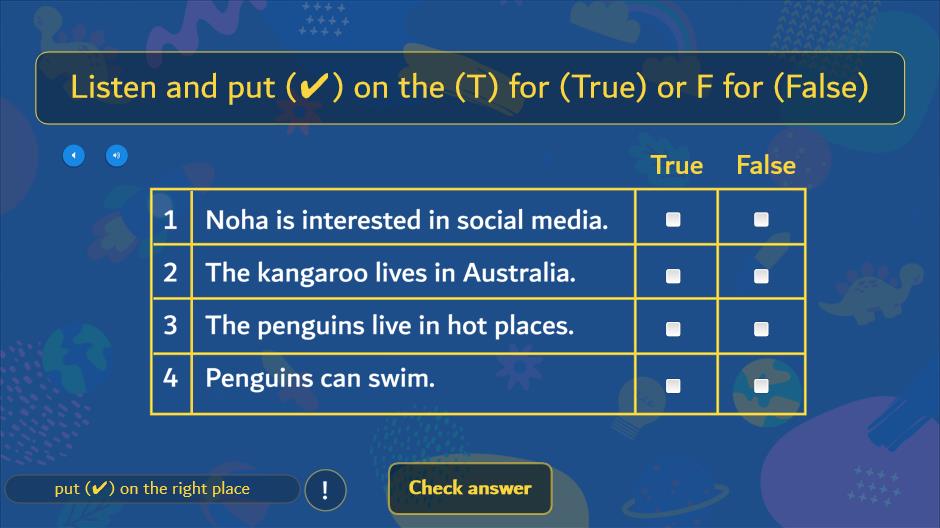 Listen and put (✔) on the (T) for (True) or F for (False)
True False
1 Noha is interested in social media.
2 The kangaroo lives in Australia.
3 The penguins live in hot places.
4 Penguins can swim.
put (✔) on the right place
!
Check answer